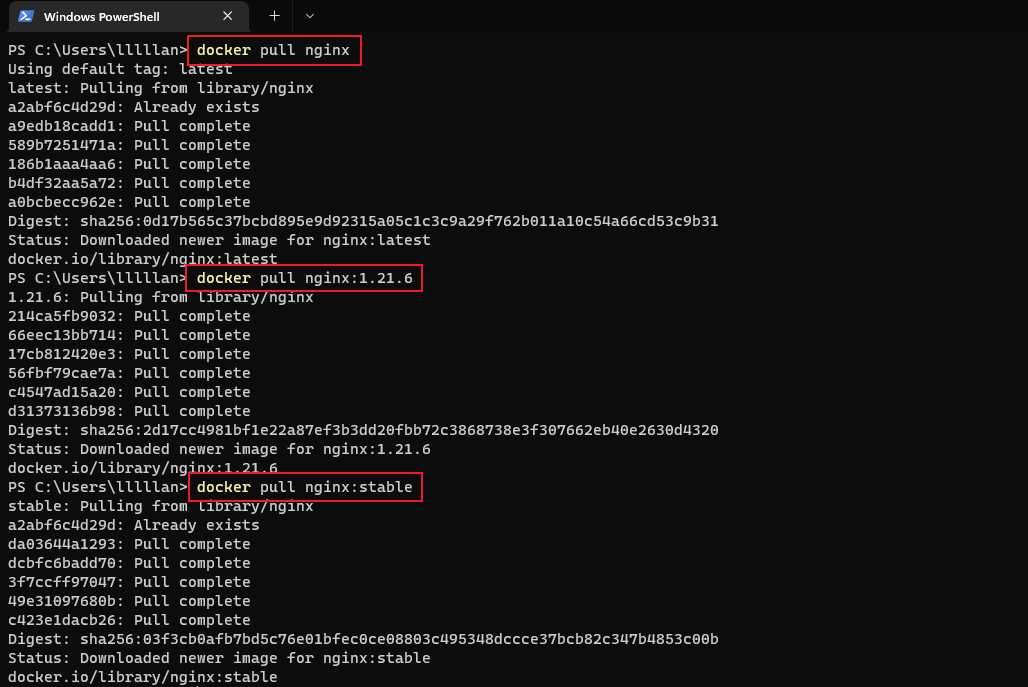 Windows PowerShell
PS C:\Users\lllllan> docker pull nginx
Using default tag: latest
latest: Pulling from library/nginx
a2abf6c4d29d: Already exists
a9edb18cadd1: Pull complete
589b7251471a: Pull complete
186b1aaa4aa6: Pull complete
b4df32aa5a72: Pull complete
a0bcbecc962e: Pull complete
Digest: sha256:0d17b565c37bcbd895e9d92315a05c1c3c9a29f762b011a10c54a66cd53c9b31
Status: Downloaded newer image for nginx:latest
docker.io/library/nginx:latest
PS C:\Users\lllllan> docker pull nginx:1.21.6
1.21.6: Pulling from library/nginx
214ca5fb9032: Pull complete
66eec13bb714: Pull complete
17cb812420e3: Pull complete
56fbf79cae7a: Pull complete
c4547ad15a20: Pull complete
d31373136b98: Pull complete
Digest: sha256:2d17cc4981bf1e22a87ef3b3dd20fbb72c3868738e3f307662eb40e2630d4320
Status: Downloaded newer image for nginx:1.21.6
docker.io/library/nginx:1.21.6
PS C:\Users\lllllan> docker pull nginx:stable
stable: Pulling from library/nginx
a2abf6c4d29d: Already exists
da03644a1293: Pull complete
dcbfc6badd70: Pull complete
3f7ccff97047: Pull complete
49e31097680b: Pull complete
c423e1dacb26: Pull complete
Digest: sha256:03f3cb0afb7bd5c76e01bfec0ce08803c495348dccce37bcb82c347b4853c00b
Status: Downloaded newer image for nginx:stable
docker.io/library/nginx:stable